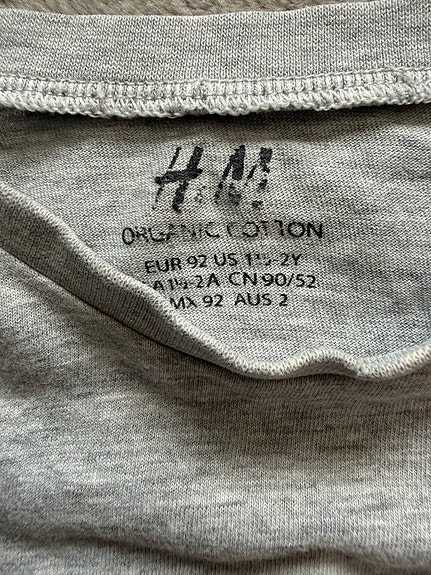 H&M
ORGANIC COTTON
EUR 92 US 1½-2Y
1½-2A CN 90/52
MX 92 AUS 2